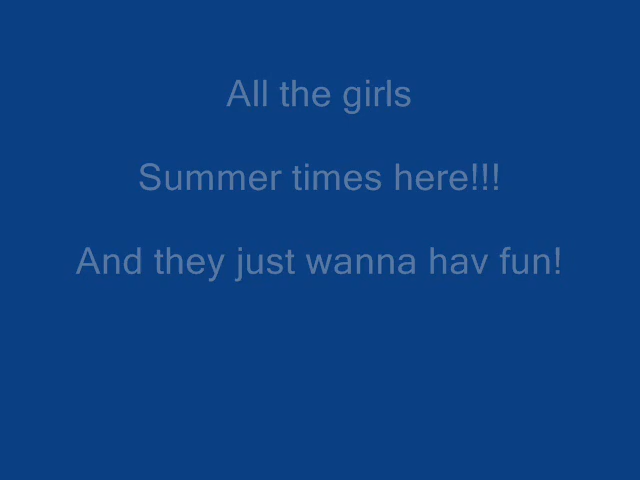 All the girls
Summer times here!!!
And they just wanna hav fun!